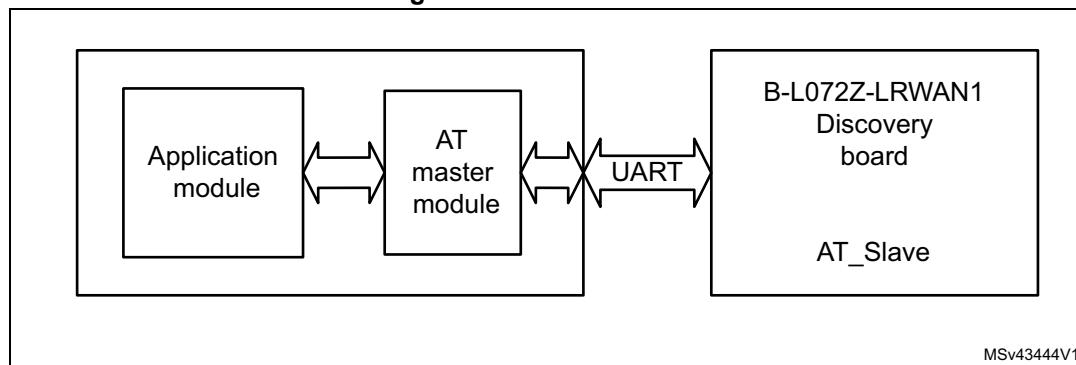 Application
module
AT
master
module
UART
B-L072Z-LRWAN1
Discovery
board
AT_Slave
MSv43444V1